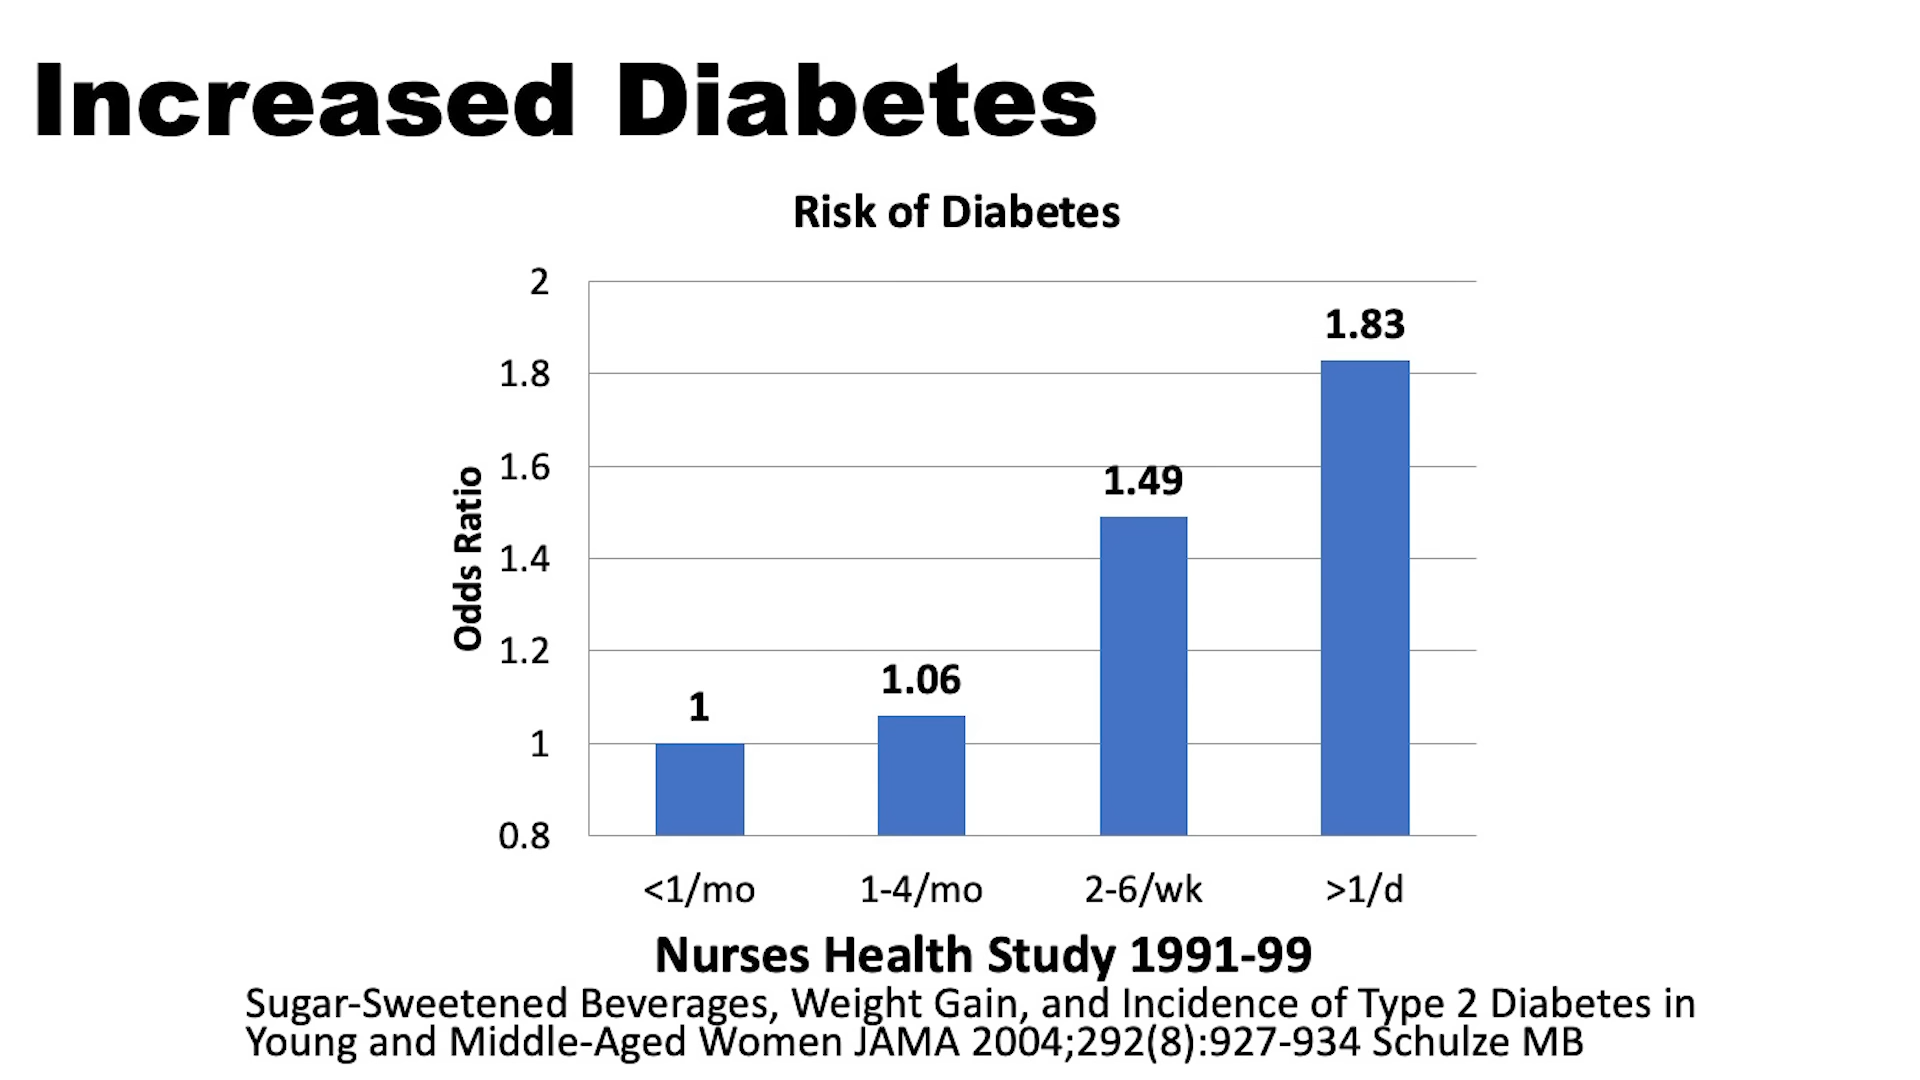 Increased Diabetes
Risk of Diabetes
2
1.8
1.6
1.4
1.2
1
0.8
Odds Ratio
1
1.06
1.49
1.83
<1/mo
1-4/mo
2-6/wk
>1/d
Nurses Health Study 1991-99
Sugar-Sweetened Beverages, Weight Gain, and Incidence of Type 2 Diabetes in
Young and Middle-Aged Women JAMA 2004;292(8):927-934 Schulze MB